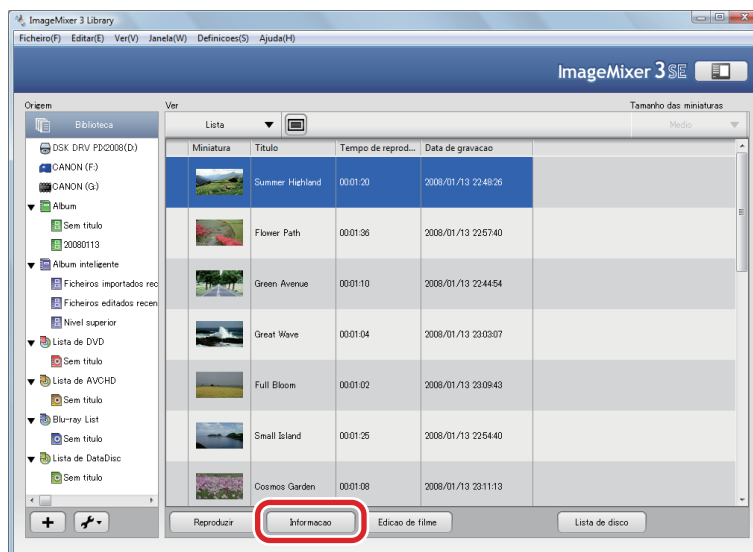 ImageMixer 3 Library
Ficheiro(F) Editar(E) Ver(V) Janela(W) Definicoes(S) Ajuda(H)
ImageMixer 3 SE
Origem
Biblioteca
DSK DRV PD2008(D:)
CANON (F:)
CANON (G:)
Album
Sem titulo
20080113
Album inteligente
Ficheiros importados rec
Ficheiros editados recen
Nivel superior
Lista de DVD
Sem titulo
Lista de AVCHD
Sem titulo
Blu-ray List
Sem titulo
Lista de DataDisc
Sem titulo
Ver
Tamanho das miniaturas
Lista
Medio
Miniatura Titulo Tempo de reprod... Data de gravacao
Summer Highland 00:01:20 2008/01/13 22:48:26
Flower Path 00:01:36 2008/01/13 22:57:40
Green Avenue 00:01:10 2008/01/13 22:44:54
Great Wave 00:01:04 2008/01/13 23:03:07
Full Bloom 00:01:02 2008/01/13 23:09:43
Small Island 00:01:25 2008/01/13 22:54:40
Cosmos Garden 00:01:08 2008/01/13 23:11:13
Reproduzir Informacao Edicao de filme Lista de disco